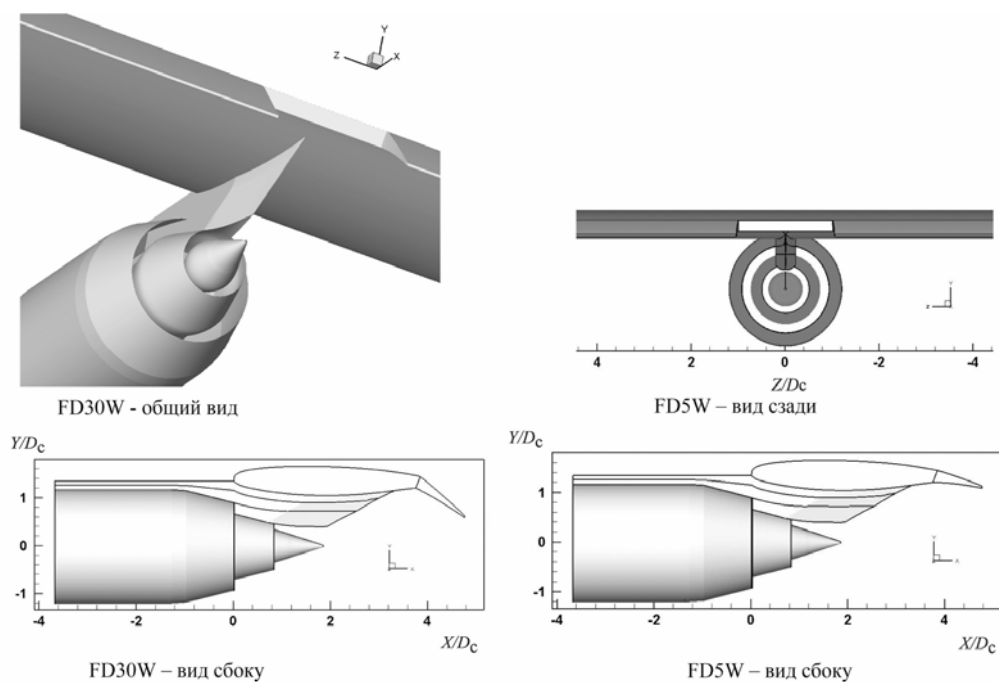 Y
Z
X
FD30W - общий вид
Y
Z
4
2
0
-2
-4
Z/Dc
FD5W – вид сзади
Y/Dc
1
0
-1
Y
X
-4
-2
0
2
4
X/Dc
FD30W – вид сбоку
Y/Dc
1
0
-1
Y
X
-4
-2
0
2
4
X/Dc
FD5W – вид сбоку